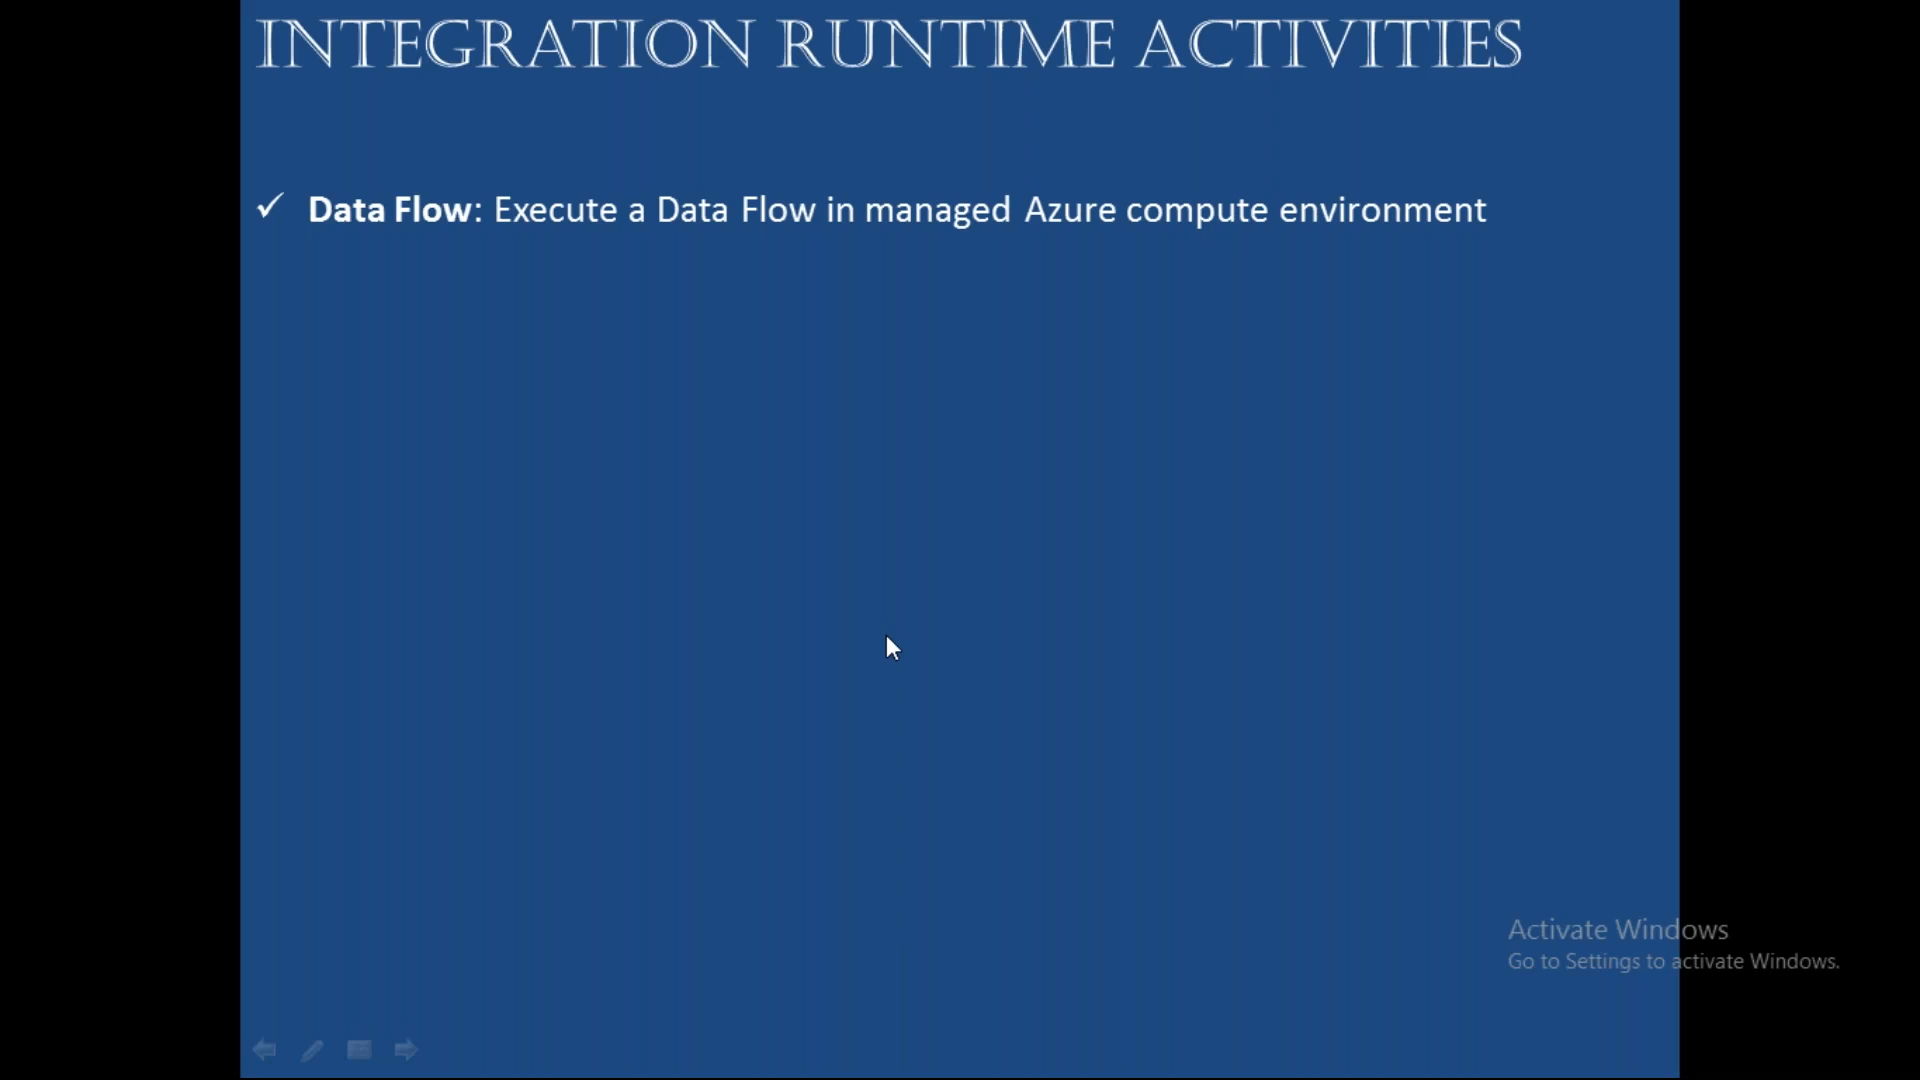 INTEGRATION RUNTIME ACTIVITIES
✓ Data Flow: Execute a Data Flow in managed Azure compute environment
Activate Windows
Go to Settings to activate Windows.